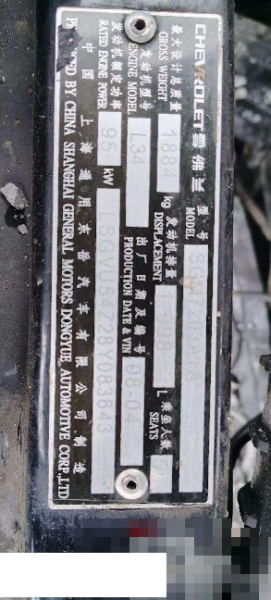 CHEVROLET 雪佛兰 型号 MODEL
最大设计总质量 GROSS WEIGHT 1884 kg 发动机排量 DISPLACEMENT L 乘坐人数 SEATS
发动机型号 ENGINE MODEL L34 出厂日期及编号 PRODUCTION DATE & VIN 08-04
发动机额定功率 RATED ENGINE POWER 95 kW
中国 上海通用东岳汽车有限公司 制造
BY CHINA SHANGHAI GENERAL MOTORS DONGYUE AUTOMOTIVE CORP.,LTD